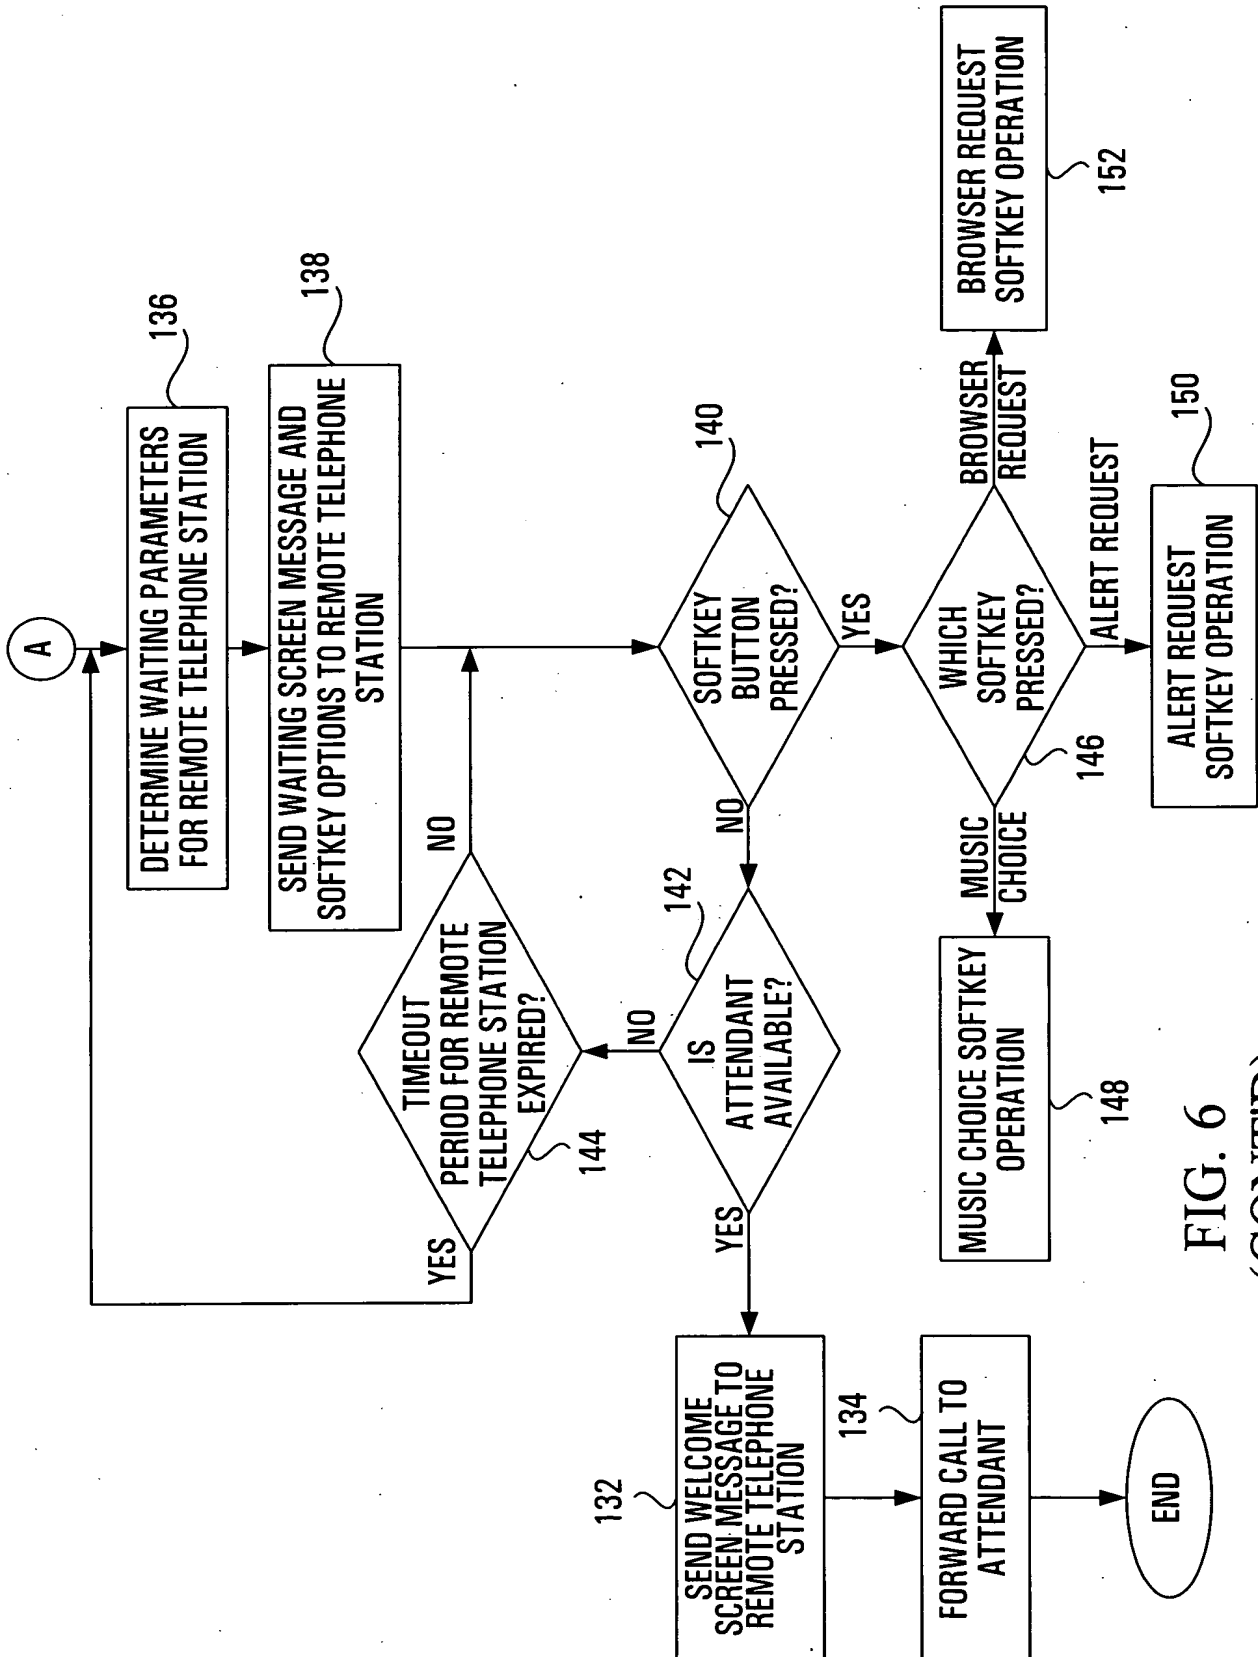 A
136
DETERMINE WAITING PARAMETERS
FOR REMOTE TELEPHONE STATION
138
SEND WAITING SCREEN MESSAGE AND
SOFTKEY OPTIONS TO REMOTE TELEPHONE
STATION
TIMEOUT
PERIOD FOR REMOTE
TELEPHONE STATION
EXPIRED?
144
YES
NO
140
SOFTKEY
BUTTON
PRESSED?
NO
YES
142
IS
ATTENDANT
AVAILABLE?
NO
YES
132
SEND WELCOME
SCREEN MESSAGE TO
REMOTE TELEPHONE
STATION
134
FORWARD CALL TO
ATTENDANT
END
WHICH
SOFTKEY
PRESSED?
146
MUSIC
CHOICE
MUSIC CHOICE SOFTKEY
OPERATION
148
ALERT REQUEST
ALERT REQUEST
SOFTKEY OPERATION
150
BROWSER
REQUEST
BROWSER REQUEST
SOFTKEY OPERATION
152
FIG. 6
(CONT'D)